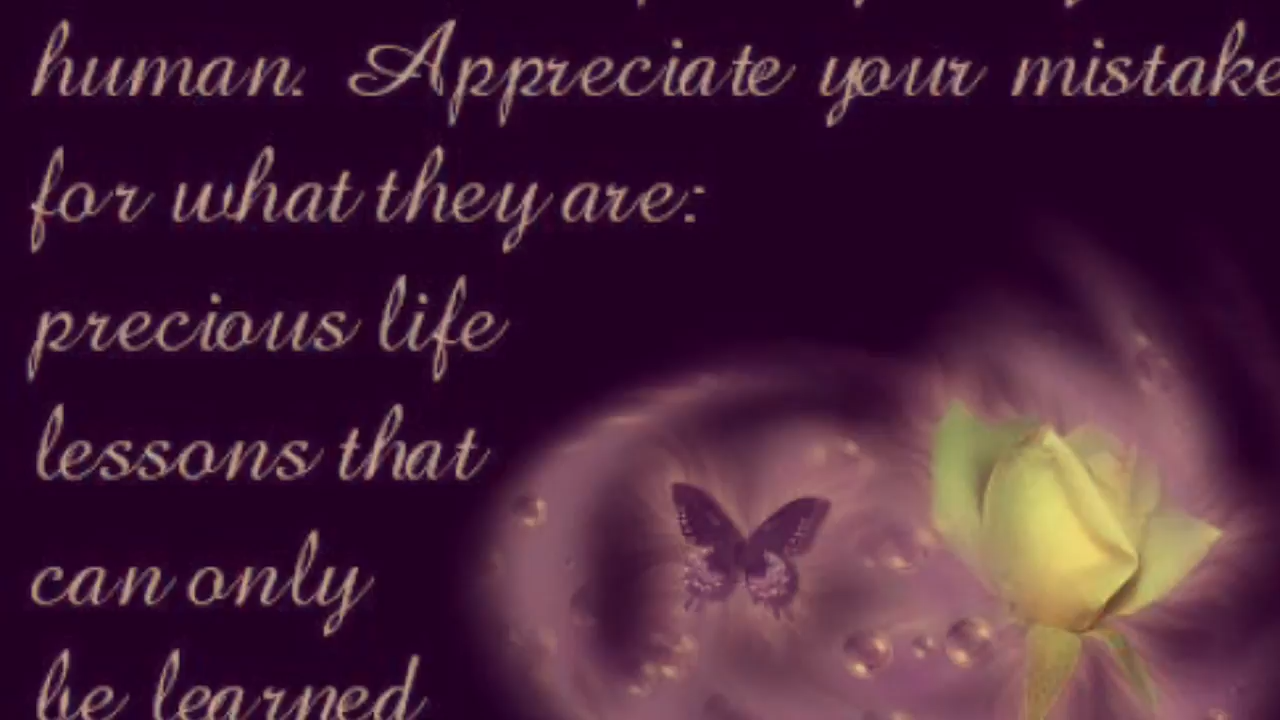 human. Appreciate your mistake
for what they are:
precious life
lessons that
can only
be learned